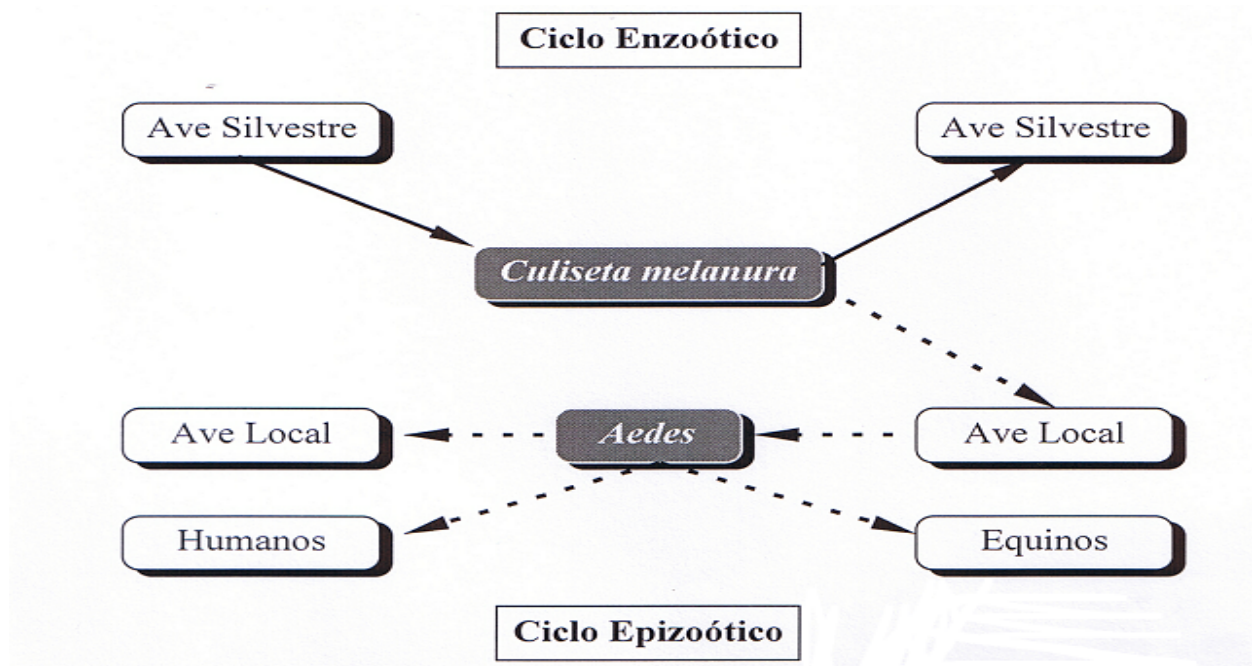 Ciclo Enzoótico
Ave Silvestre
Ave Silvestre
Culiseta melanura
Ave Local
Aedes
Ave Local
Humanos
Equinos
Ciclo Epizoótico